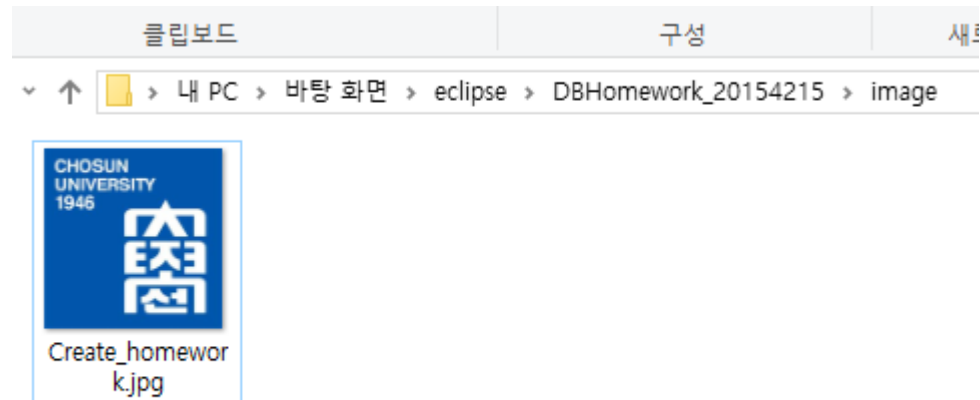 클립보드 구성 새로
내 PC > 바탕 화면 > eclipse > DBHomework_20154215 > image
CHOSUN
UNIVERSITY
1946
Create_homewor
k.jpg